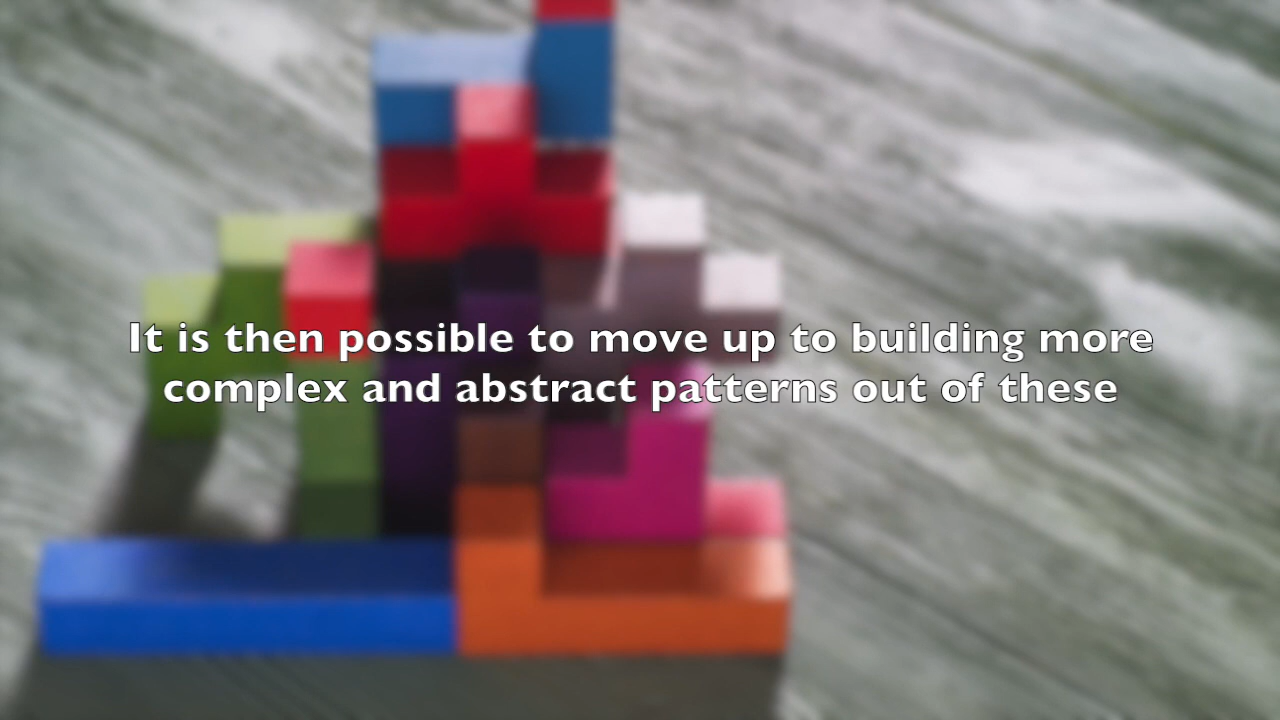 It is then possible to move up to building more
complex and abstract patterns out of these